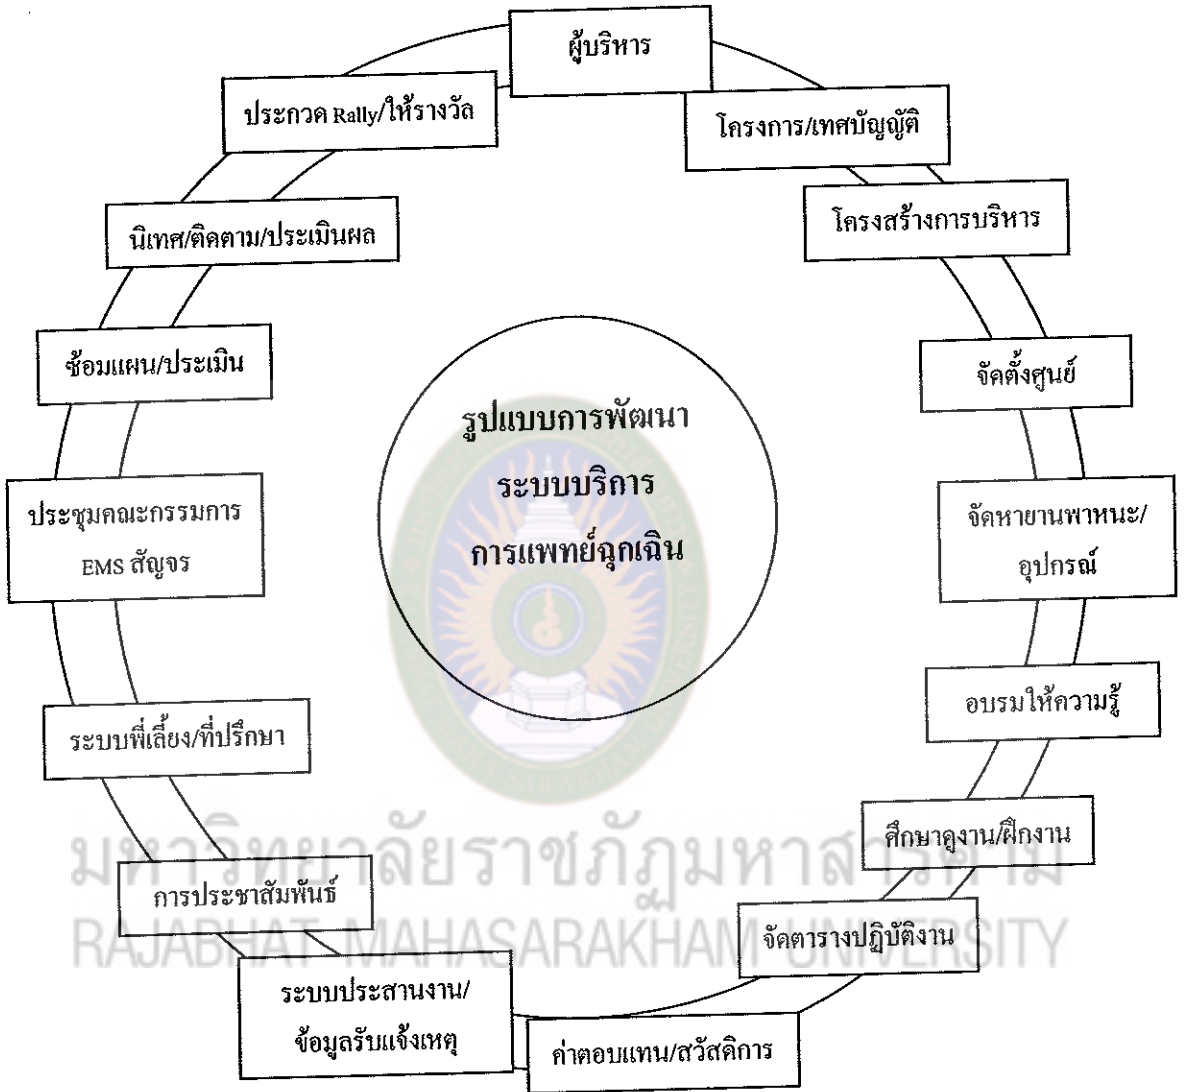 ผู้บริหาร
โครงการ/เทศบัญญัติ
โครงสร้างการบริหาร
จัดตั้งศูนย์
จัดหายานพาหนะ/
อุปกรณ์
อบรมให้ความรู้
ศึกษาดูงาน/ฝึกงาน
จัดตารางปฏิบัติงาน
ค่าตอบแทน/สวัสดิการ
ระบบประสานงาน/
ข้อมูลรับแจ้งเหตุ
การประชาสัมพันธ์
ระบบพี่เลี้ยง/ที่ปรึกษา
ประชุมคณะกรรมการ
EMS สัญจร
ซ้อมแผน/ประเมิน
นิเทศ/ติดตาม/ประเมินผล
ประกวด Rally/ให้รางวัล
รูปแบบการพัฒนา
ระบบบริการ
การแพทย์ฉุกเฉิน
มหาวิทยาลัยราชภัฏมหาสารคาม
RAJABHAT MAHASARAKHAM UNIVERSITY